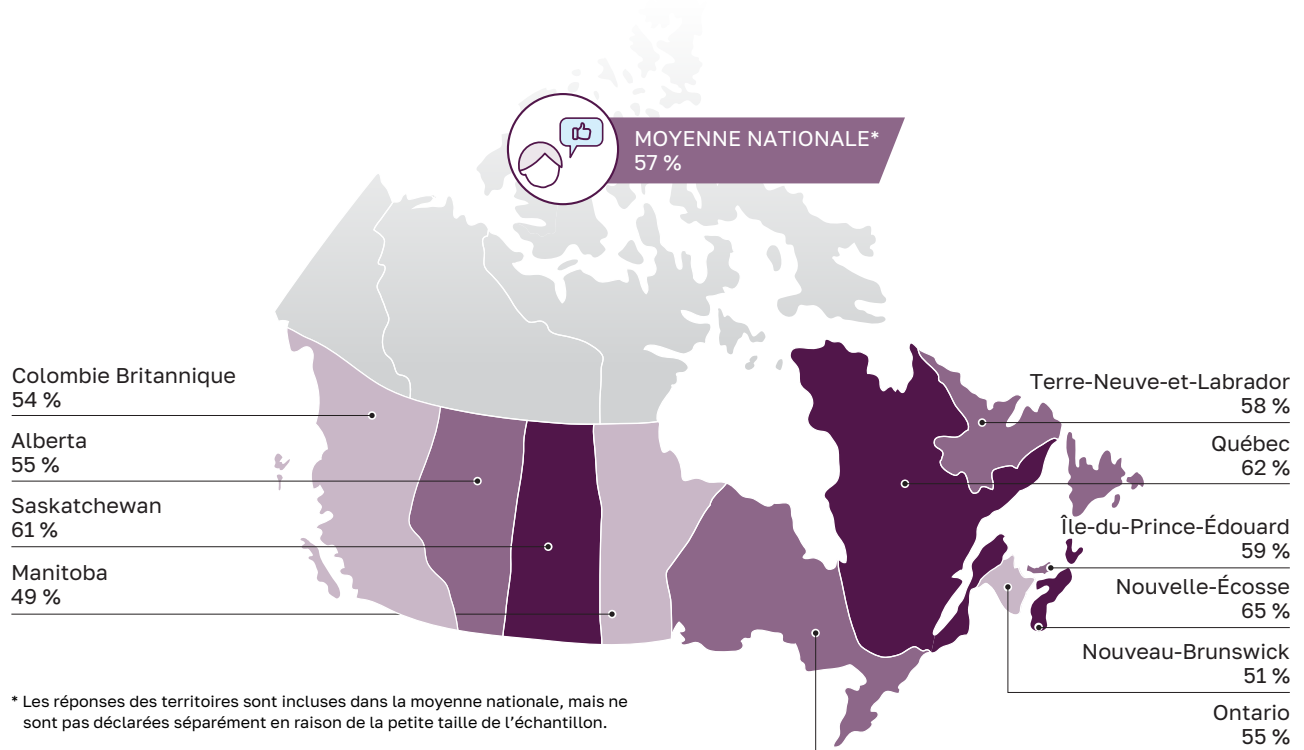 MOYENNE NATIONALE*
57 %
Colombie Britannique
54 %
Alberta
55 %
Saskatchewan
61 %
Manitoba
49 %
Terre-Neuve-et-Labrador
58 %
Québec
62 %
Île-du-Prince-Édouard
59 %
Nouvelle-Écosse
65 %
Nouveau-Brunswick
51 %
Ontario
55 %
* Les réponses des territoires sont incluses dans la moyenne nationale, mais ne
sont pas déclarées séparément en raison de la petite taille de l’échantillon.